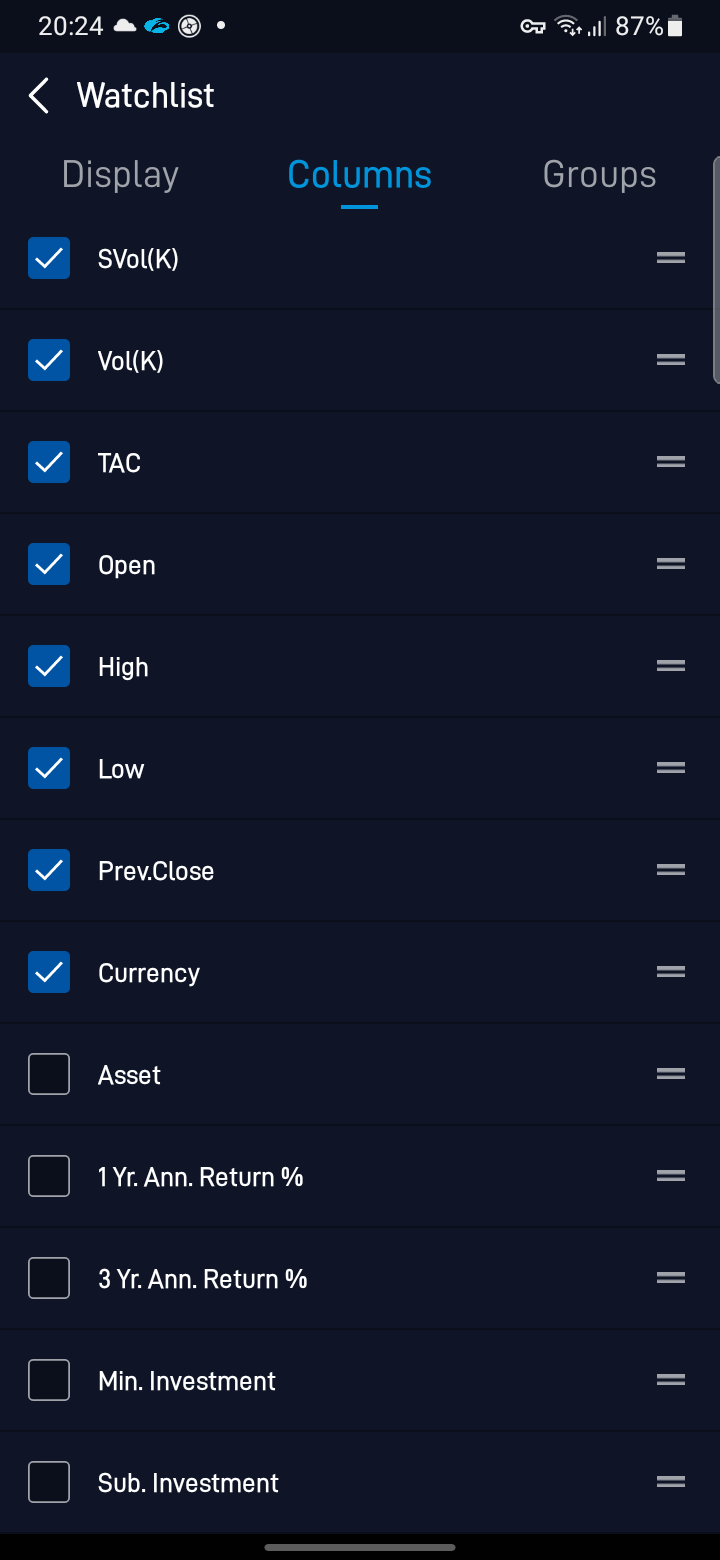 20:24 87%
Watchlist
Display Columns Groups
SVol(K)
Vol(K)
TAC
Open
High
Low
Prev.Close
Currency
Asset
1 Yr. Ann. Return %
3 Yr. Ann. Return %
Min. Investment
Sub. Investment